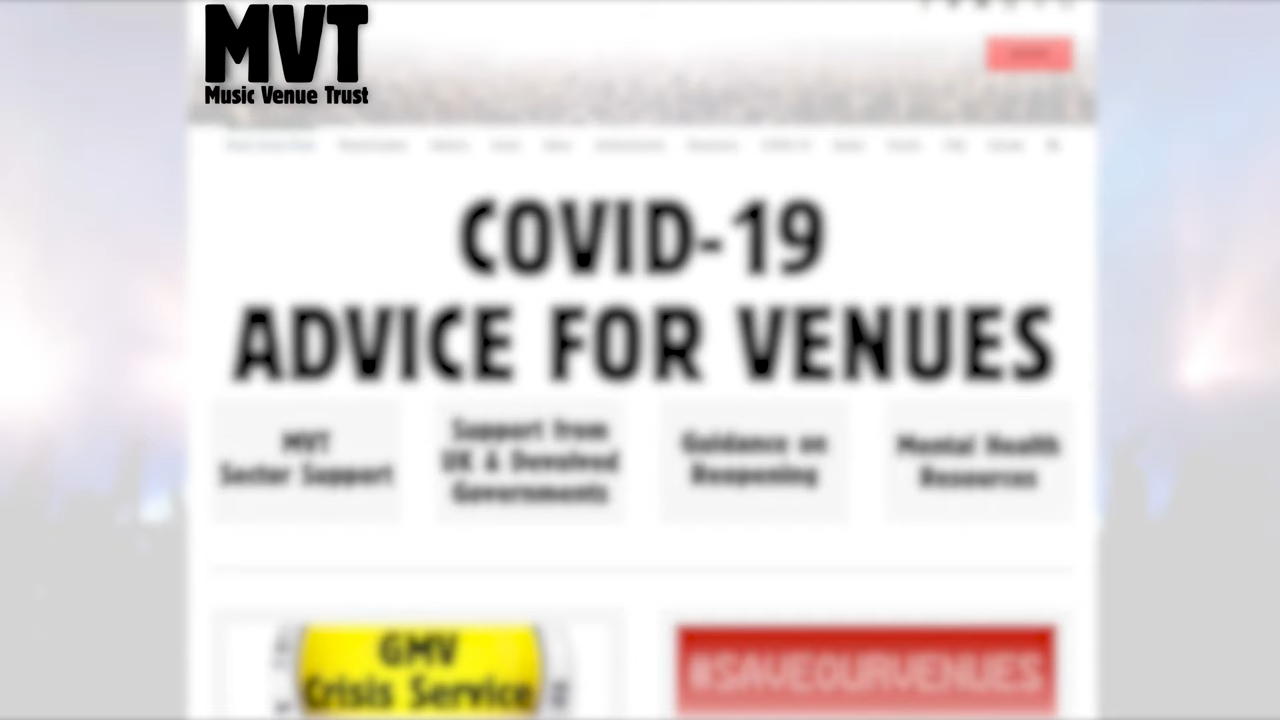 MVT
Music Venue Trust
COVID-19
ADVICE FOR VENUES
MVT
Sector Support
Support from
UK & Devolved
Governments
Guidance on
Reopening
Mental Health
Resources
GMV
Crisis Service
#SAVEOURVENUES